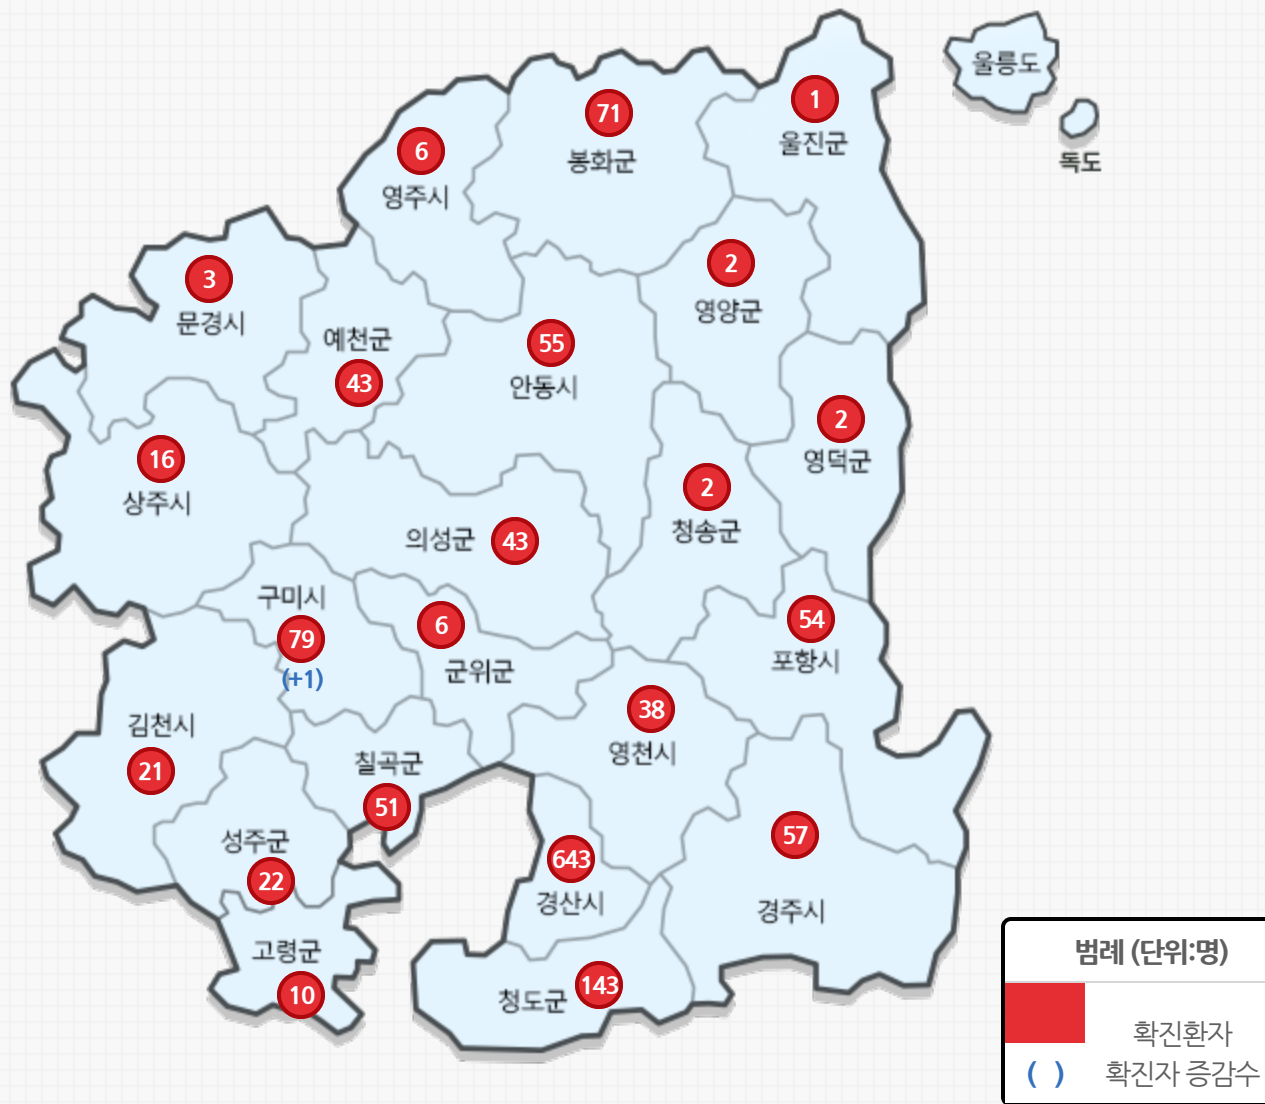 울릉도
독도
1
울진군
71
봉화군
6
영주시
2
영양군
3
문경시
예천군
43
55
안동시
2
영덕군
16
상주시
2
청송군
의성군
43
구미시
79
(+1)
6
군위군
54
포항시
38
영천시
김천시
21
칠곡군
51
성주군
22
643
경산시
57
경주시
고령군
10
청도군
143
범례 (단위:명)
확진환자
( ) 확진자 증감수